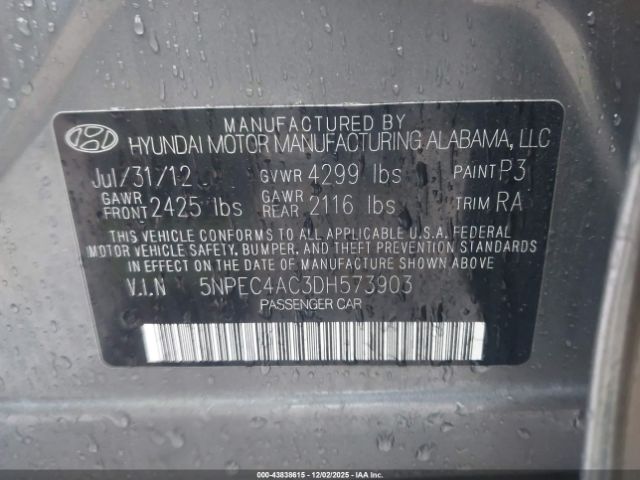 MANUFACTURED BY
HYUNDAI MOTOR MANUFACTURING ALABAMA, LLC
Jul/31/12 GVWR 4299 lbs PAINT P3
GAWR FRONT 2425 lbs GAWR REAR 2116 lbs TRIM RA
THIS VEHICLE CONFORMS TO ALL APPLICABLE U.S.A. FEDERAL
MOTOR VEHICLE SAFETY, BUMPER, AND THEFT PREVENTION STANDARDS
IN EFFECT ON THE DATE OF MANUFACTURE SHOWN ABOVE.
V.I.N 5NPEC4AC3DH573903
PASSENGER CAR
000-43838615 12/02/2025 COPART.COM